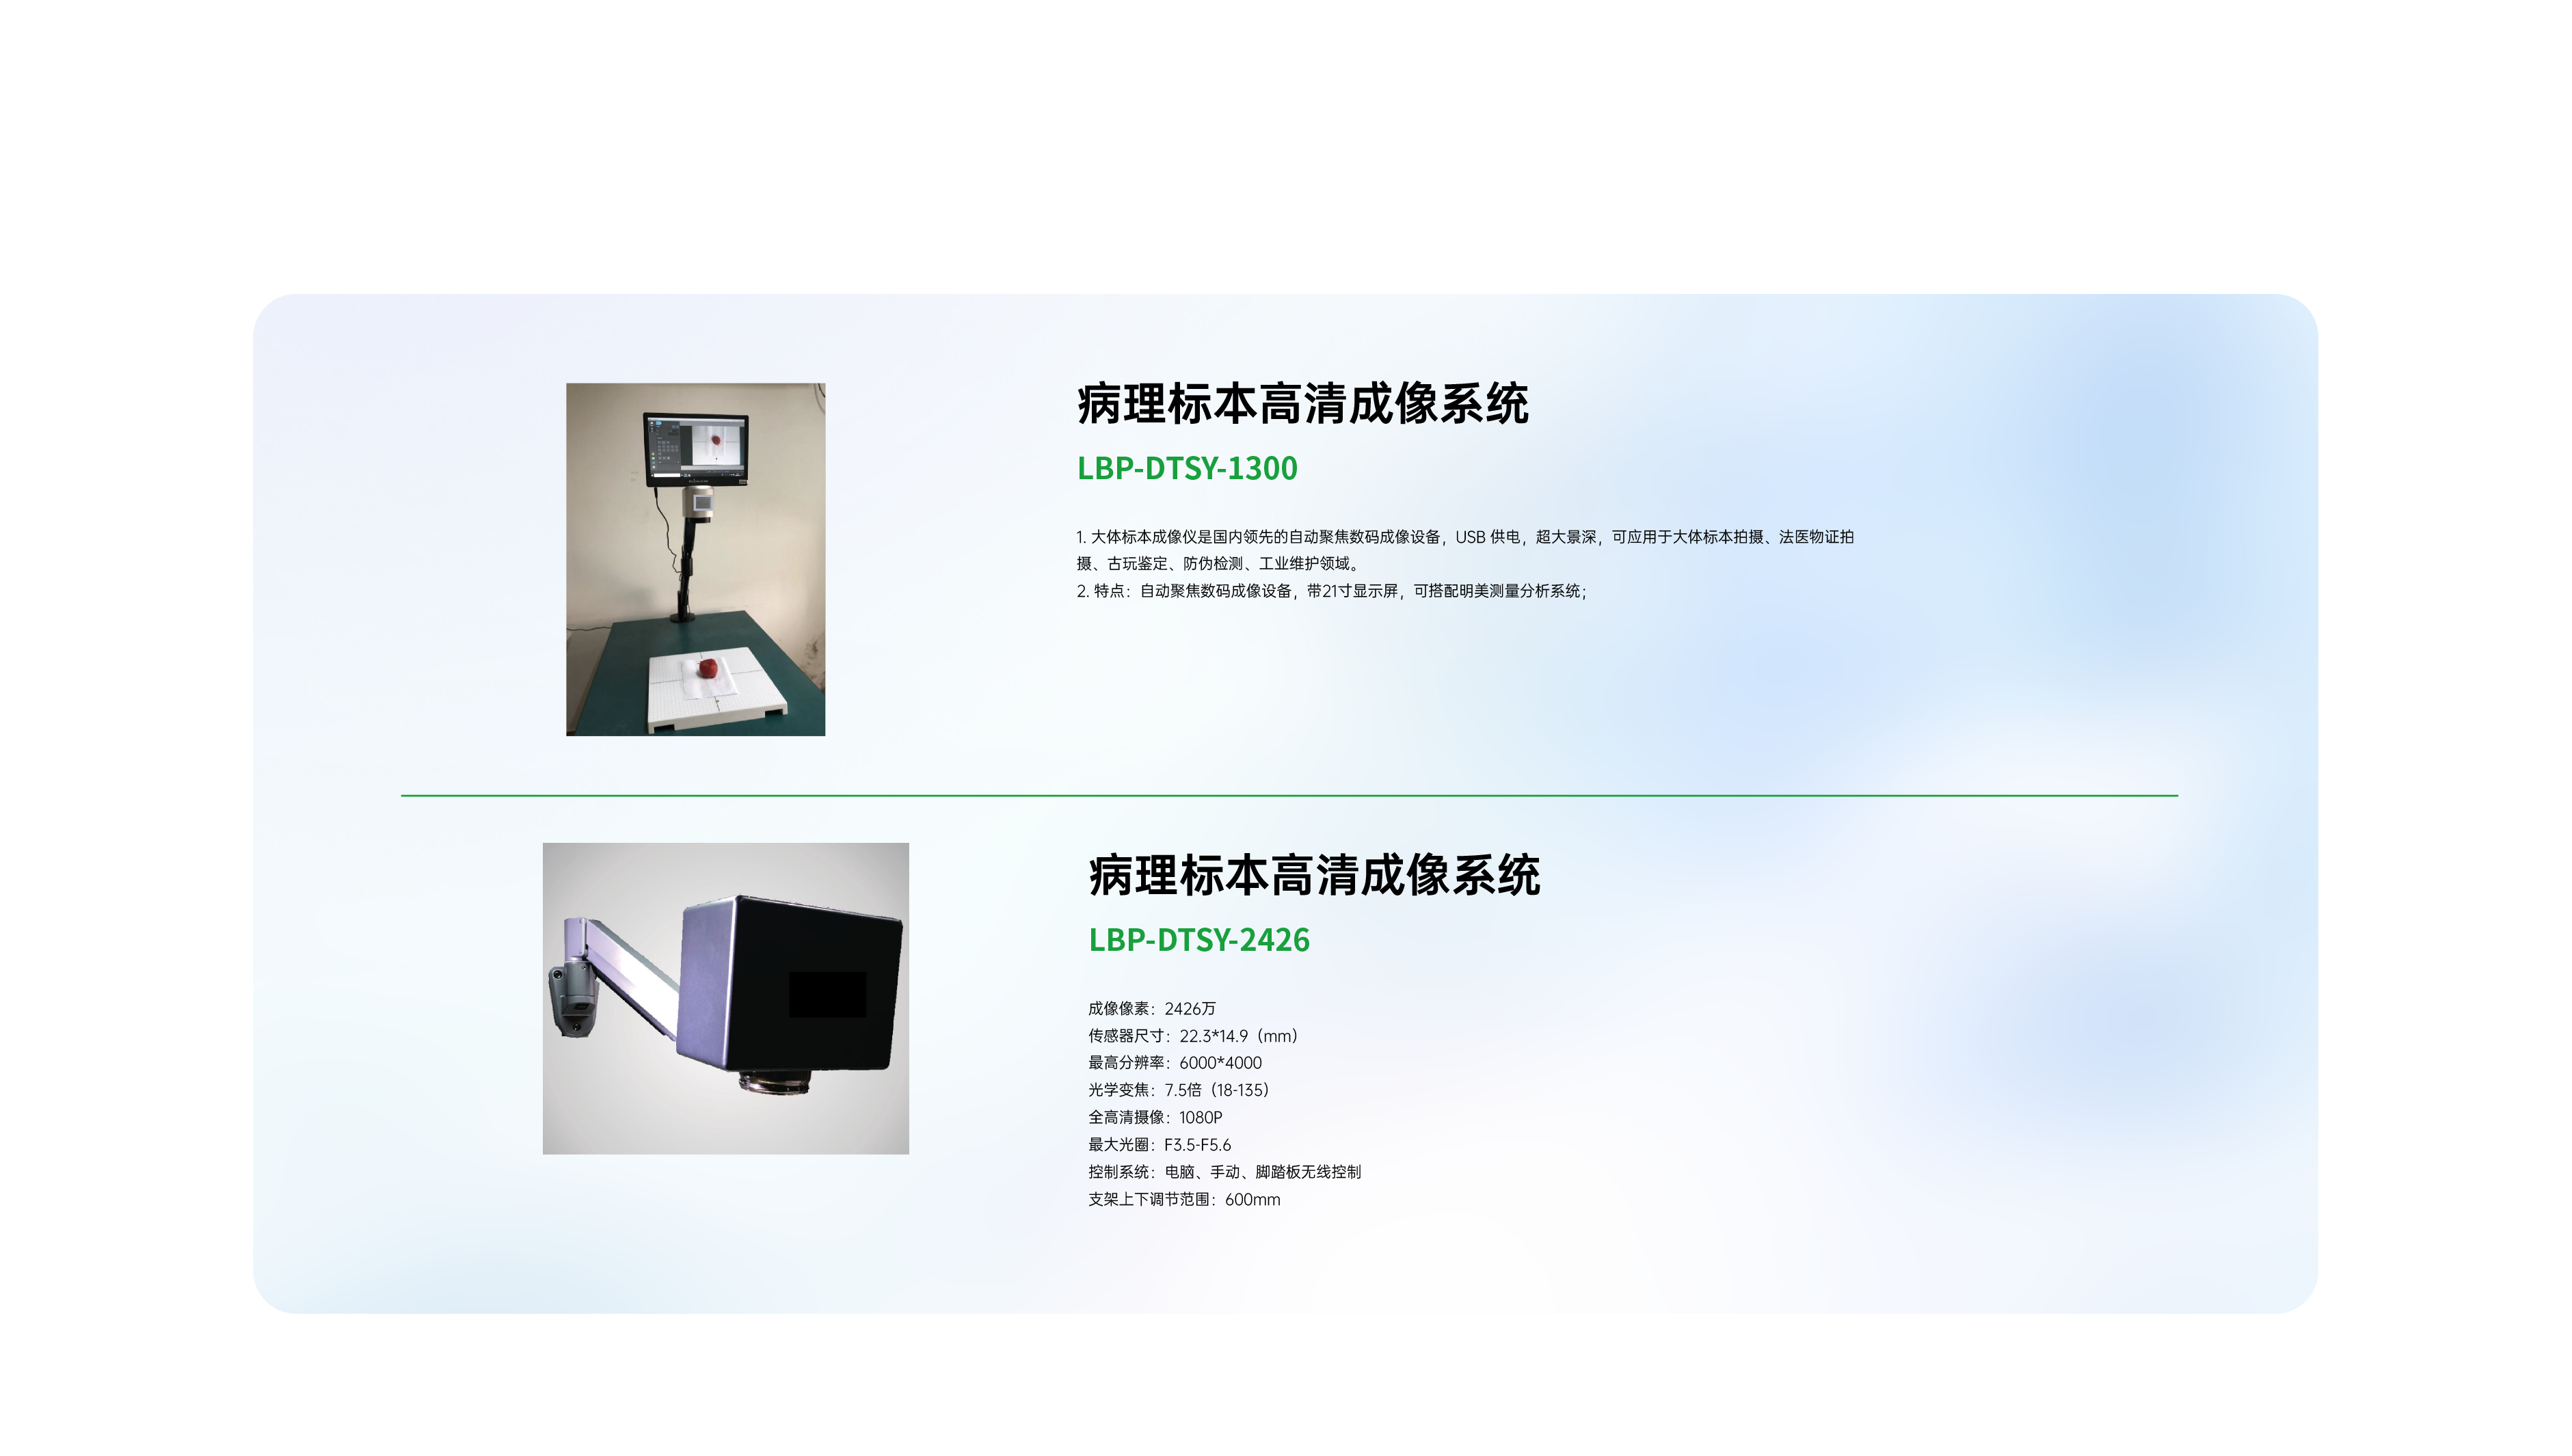 病理标本高清成像系统
LBP-DTSY-1300
1. 大体标本成像仪是国内领先的自动聚焦数码成像设备，USB 供电，超大景深，可应用于大体标本拍摄、法医物证拍
摄、古玩鉴定、防伪检测、工业维护领域。
2. 特点：自动聚焦数码成像设备，带21寸显示屏，可搭配明美测量分析系统；
病理标本高清成像系统
LBP-DTSY-2426
成像像素：2426万
传感器尺寸：22.3*14.9（mm）
最高分辨率：6000*4000
光学变焦：7.5倍（18-135）
全高清摄像：1080P
最大光圈：F3.5-F5.6
控制系统：电脑、手动、脚踏板无线控制
支架上下调节范围：600mm